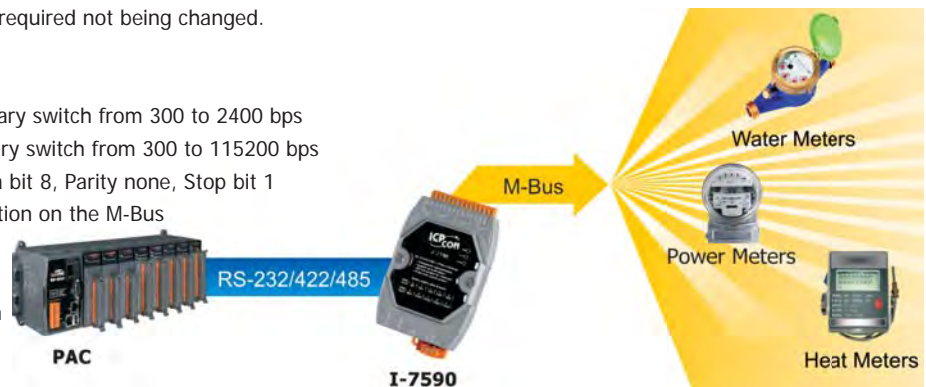 required not being changed.
ary switch from 300 to 2400 bps
ry switch from 300 to 115200 bps
bit 8, Parity none, Stop bit 1
tion on the M-Bus
Water Meters
M-Bus
ICP CON
Power Meters
RS-232/422/485
PAC
I-7590
Heat Meters